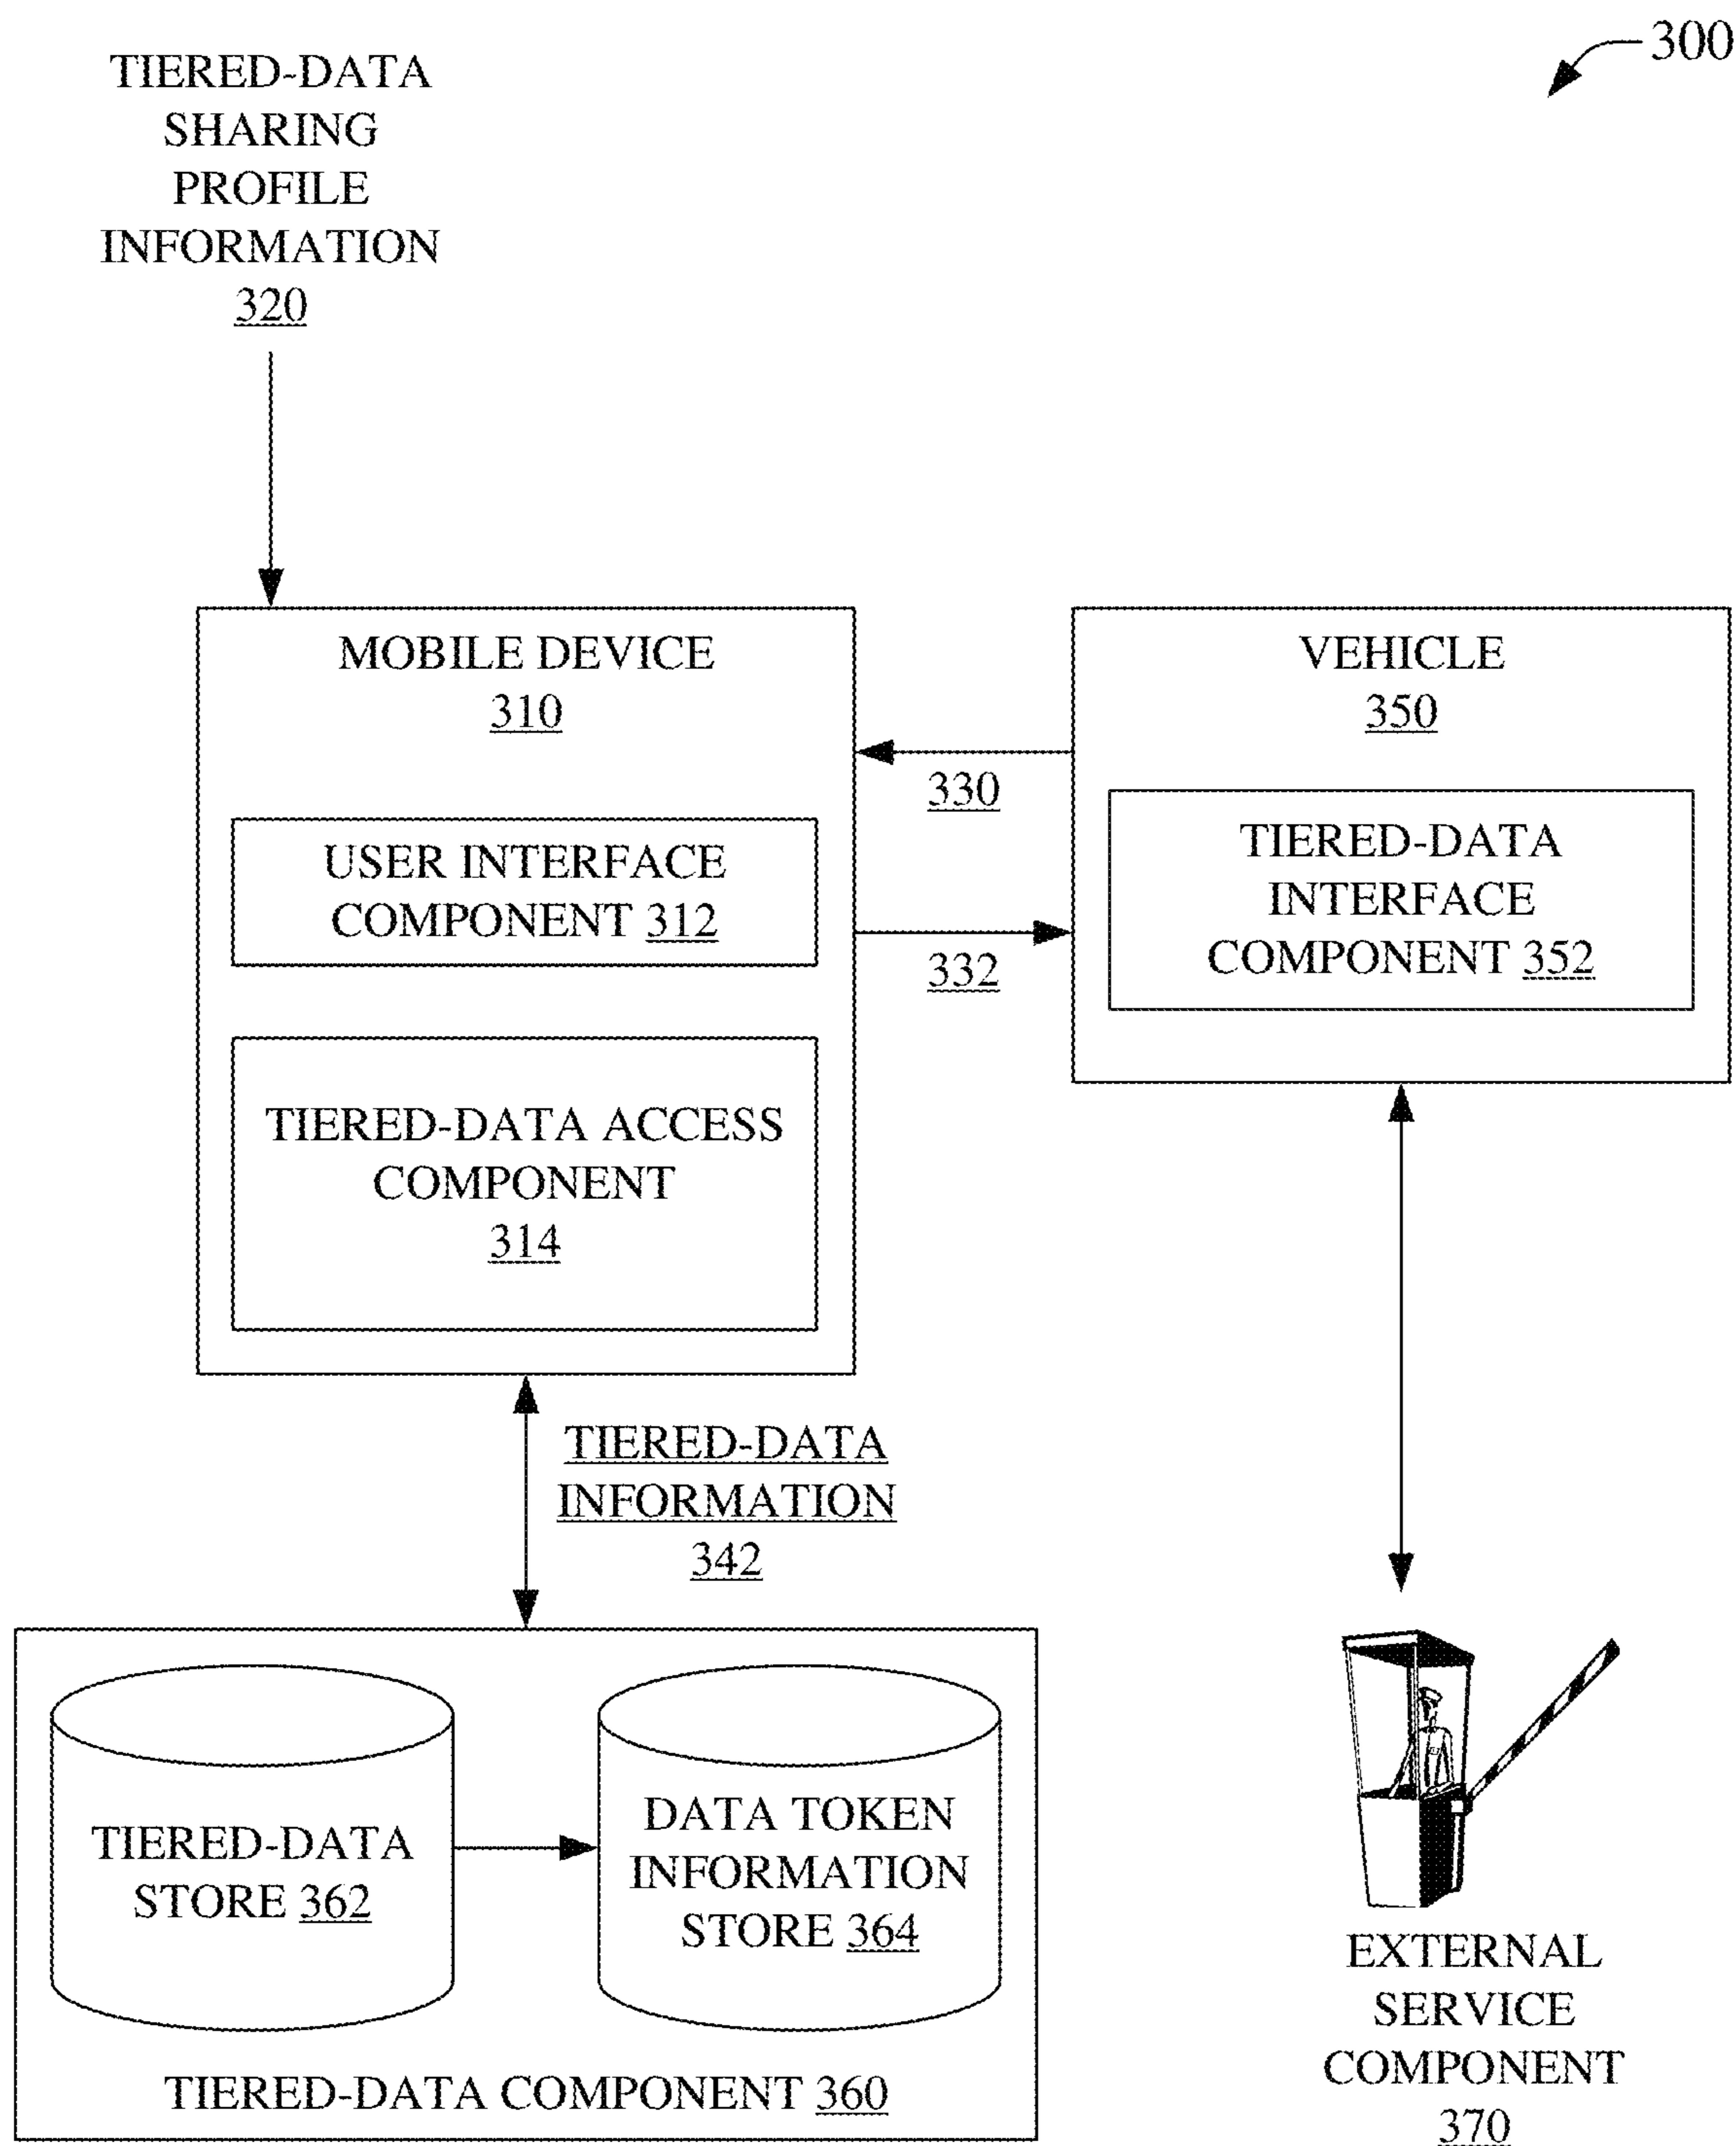 300
TIERED-DATA
SHARING
PROFILE
INFORMATION
320
MOBILE DEVICE
310
USER INTERFACE
COMPONENT 312
TIERED-DATA ACCESS
COMPONENT
314
330
332
VEHICLE
350
TIERED-DATA
INTERFACE
COMPONENT 352
TIERED-DATA
INFORMATION
342
TIERED-DATA
STORE 362
DATA TOKEN
INFORMATION
STORE 364
TIERED-DATA COMPONENT 360
EXTERNAL
SERVICE
COMPONENT
370